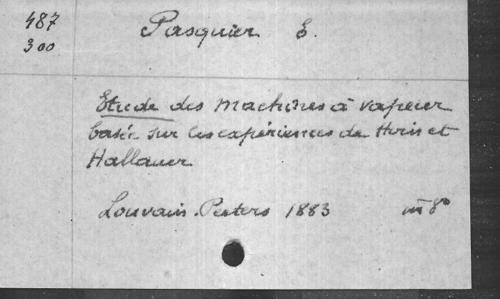 487
300
Pasquier E.
Etude des machines à vapeur
basée sur les expériences de Hirn et
Hallauer
Louvain. Peeters 1883 in 8°